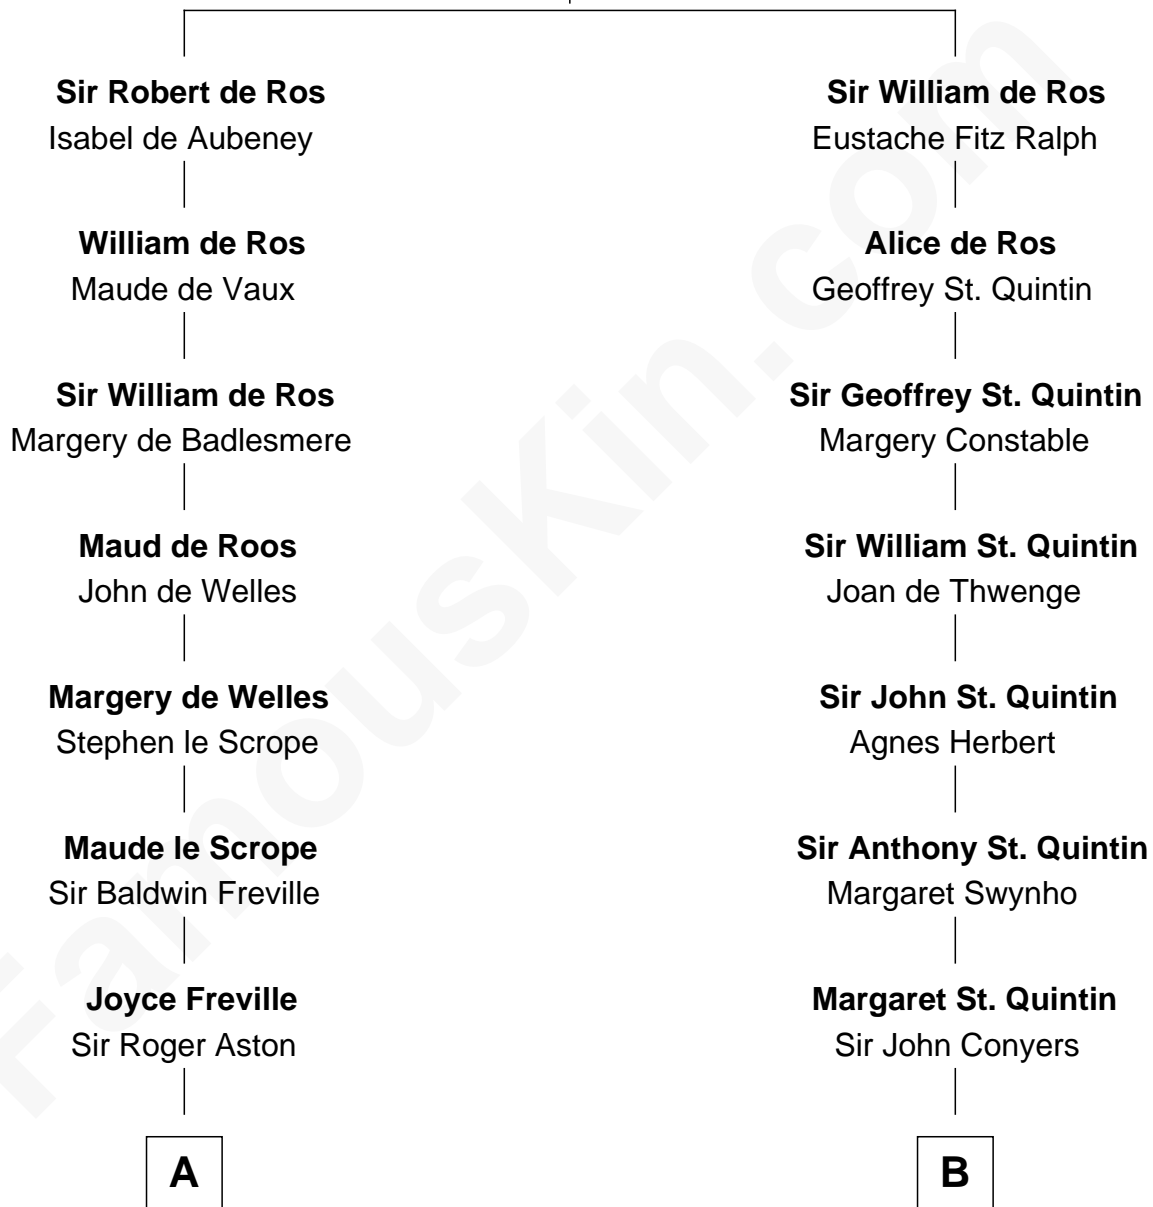 Sir Robert de Ros
Isabel de Aubeney
William de Ros
Maude de Vaux
Sir William de Ros
Margery de Badlesmere
Maud de Roos
John de Welles
Margery de Welles
Stephen le Scrope
Maude le Scrope
Sir Baldwin Freville
Joyce Freville
Sir Roger Aston
A
Sir William de Ros
Eustache Fitz Ralph
Alice de Ros
Geoffrey St. Quintin
Sir Geoffrey St. Quintin
Margery Constable
Sir William St. Quintin
Joan de Thwenge
Sir John St. Quintin
Agnes Herbert
Sir Anthony St. Quintin
Margaret Swynho
Margaret St. Quintin
Sir John Conyers
B
FamousKin.com